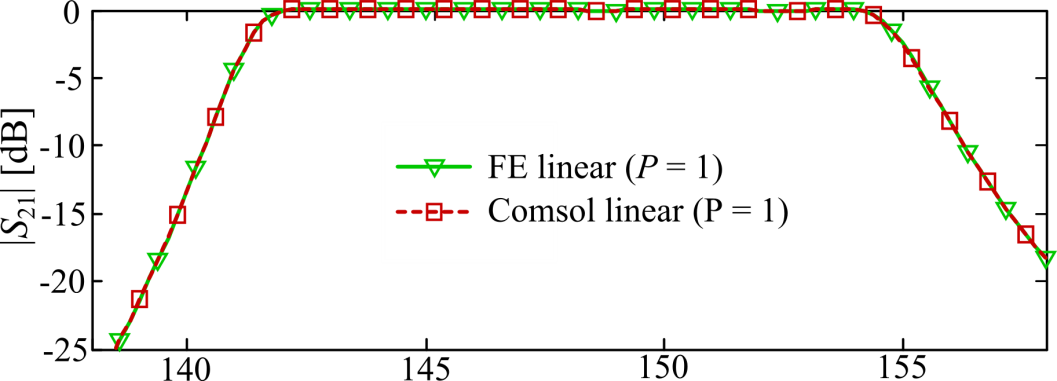 |S21| [dB]
0
-5
-10
-15
-20
-25
FE linear (P = 1)
Comsol linear (P = 1)
140 145 150 155